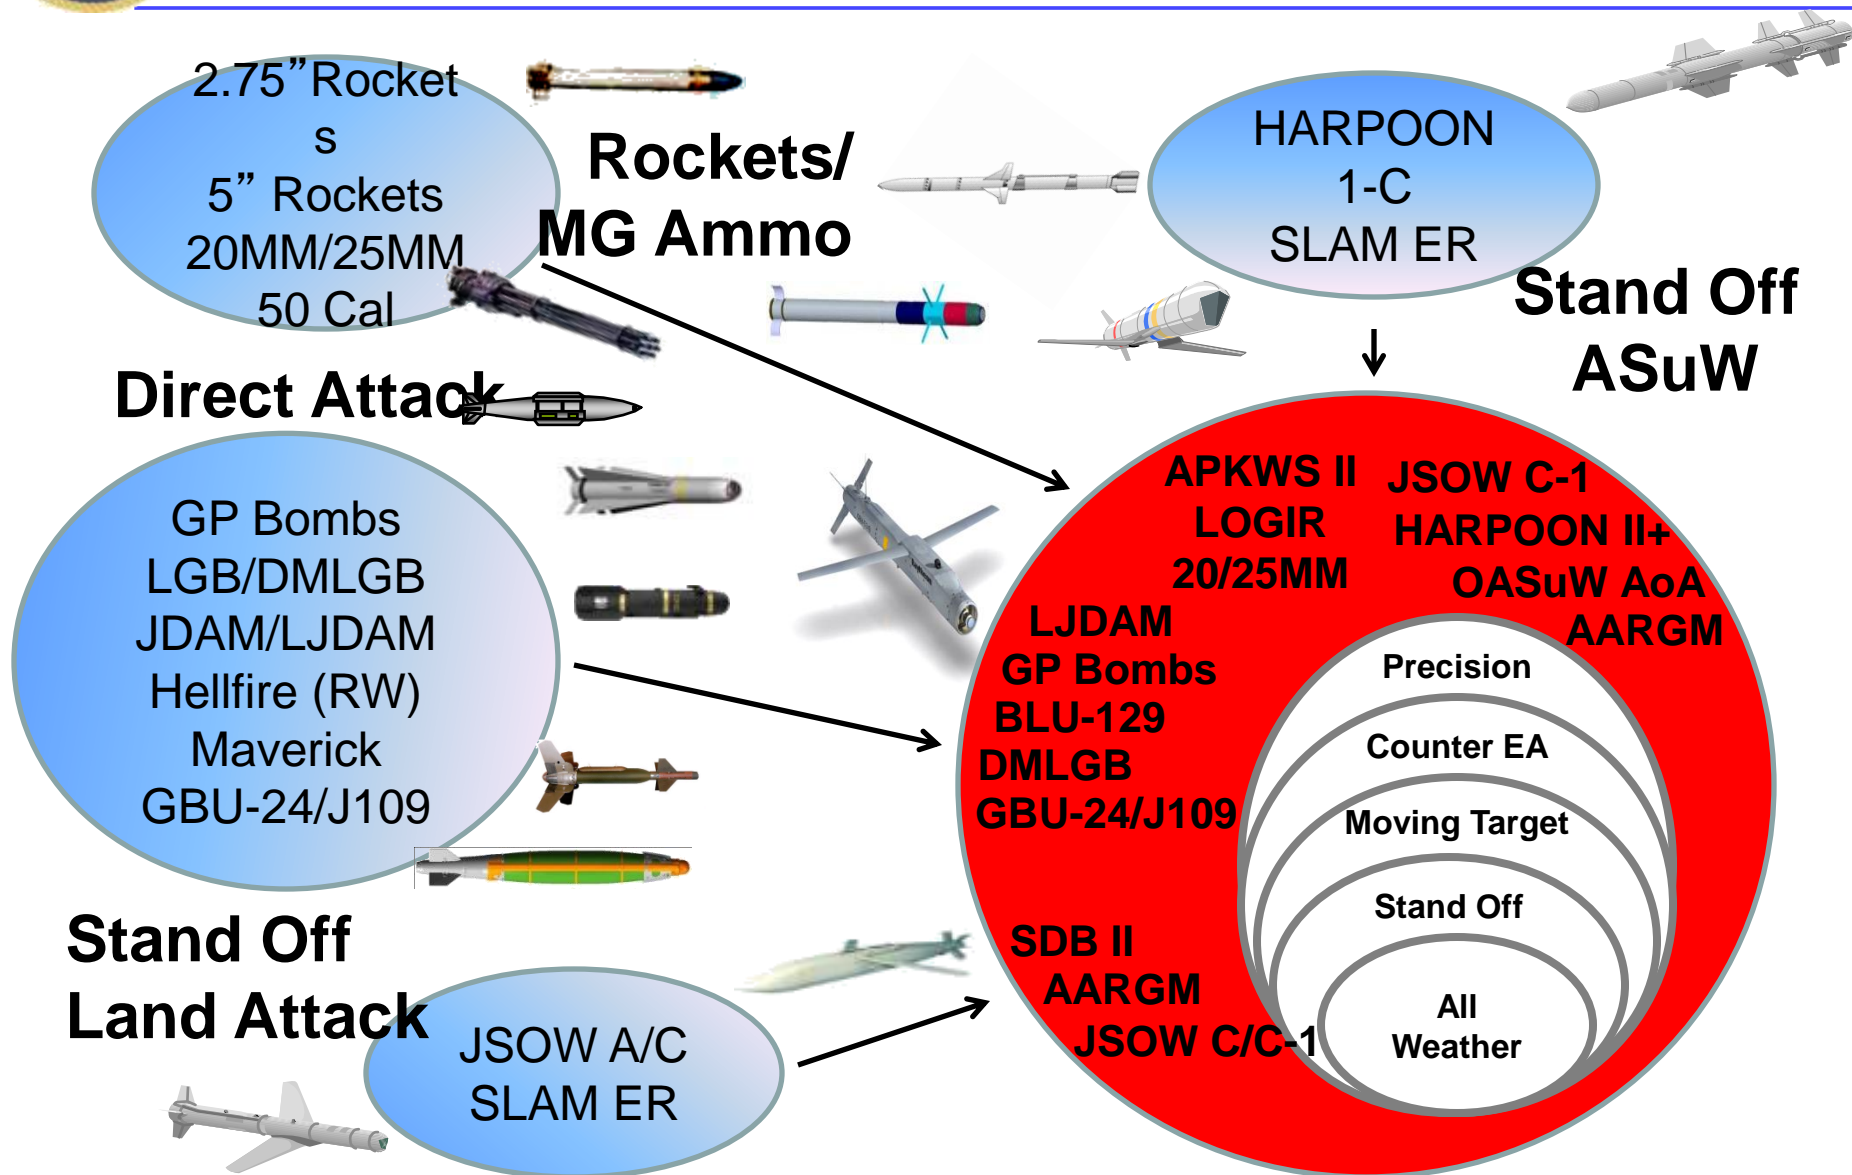 2.75”Rocket
s
5” Rockets
20MM/25MM
50 Cal
Rockets/
MG Ammo
HARPOON
1-C
SLAM ER
Stand Off
ASuW
Direct Attack
GP Bombs
LGB/DMLGB
JDAM/LJDAM
Hellfire (RW)
Maverick
GBU-24/J109
Stand Off
Land Attack
JSOW A/C
SLAM ER
APKWS II
LOGIR
20/25MM
JSOW C-1
HARPOON II+
OASuW AoA
AARGM
LJDAM
GP Bombs
BLU-129
DMLGB
GBU-24/J109
SDB II
AARGM
JSOW C/C-1
Precision
Counter EA
Moving Target
Stand Off
All
Weather